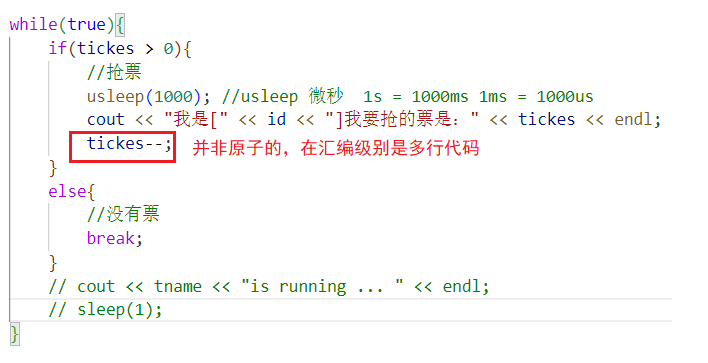 while(true){
if(tickes > 0){
//抢票
usleep(1000); //usleep 微秒  1s = 1000ms 1ms = 1000us
cout << "我是[" << id << "]我要抢的票是：" << tickes << endl;
tickes--; 并非原子的，在汇编级别是多行代码
}
else{
//没有票
break;
}
// cout << tname << "is running ... " << endl;
// sleep(1);
}